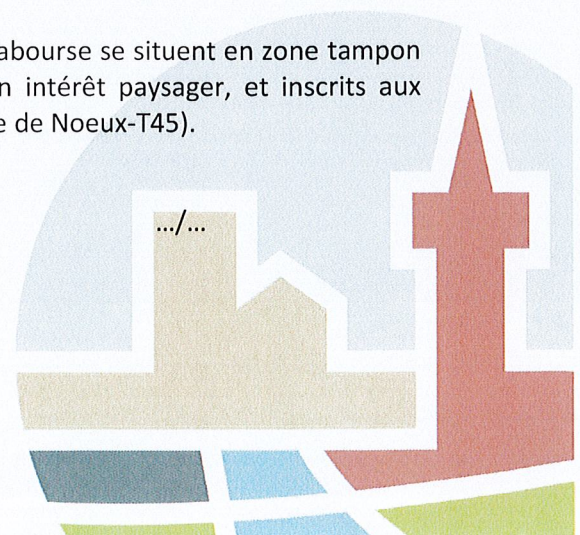 abourse se situent en zone tampon
n intérêt paysager, et inscrits aux
e de Noeux-T45).
.../...